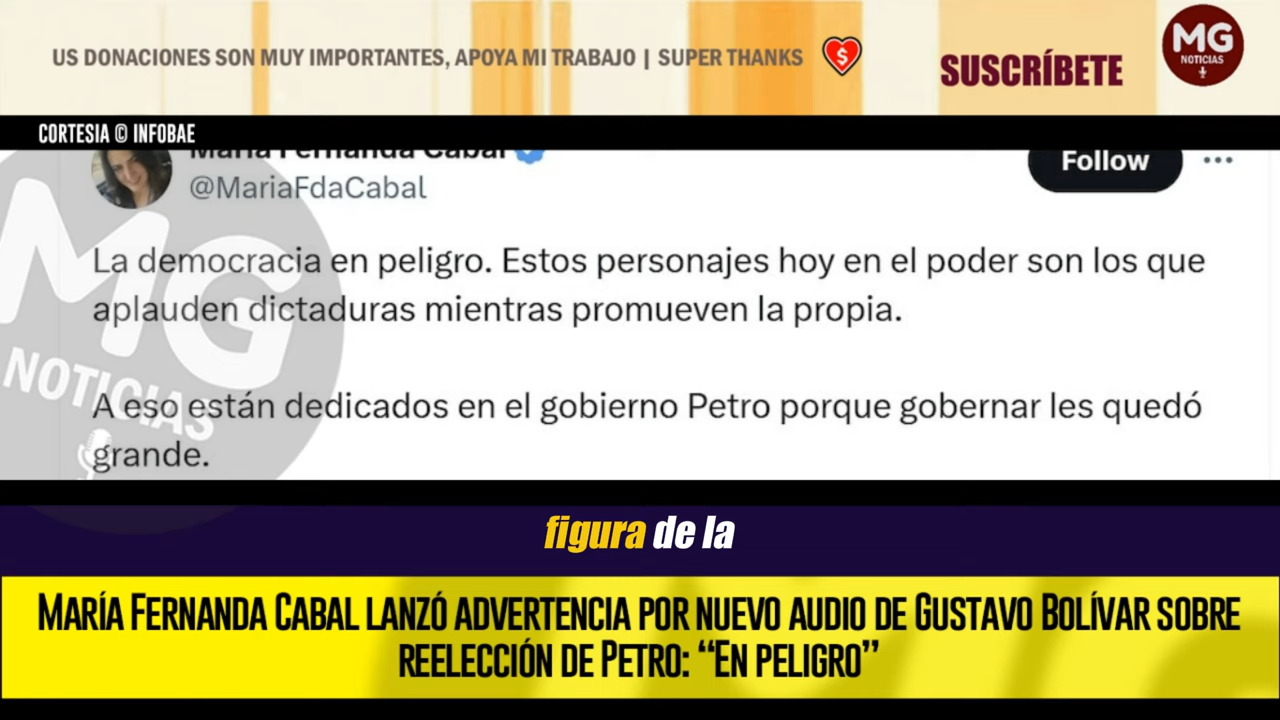 US DONACIONES SON MUY IMPORTANTES, APOYA MI TRABAJO | SUPER THANKS
SUSCRÍBETE
MG
NOTICIAS
CORTESIA © INFOBAE
María Fernanda Cabal
@MariaFdaCabal
Follow
MG
NOTICIAS
La democracia en peligro. Estos personajes hoy en el poder son los que
aplauden dictaduras mientras promueven la propia.
A eso están dedicados en el gobierno Petro porque gobernar les quedó
grande.
figura de la
MARÍA FERNANDA CABAL LANZÓ ADVERTENCIA POR NUEVO AUDIO DE GUSTAVO BOLÍVAR SOBRE
REELECCIÓN DE PETRO: “EN PELIGRO”